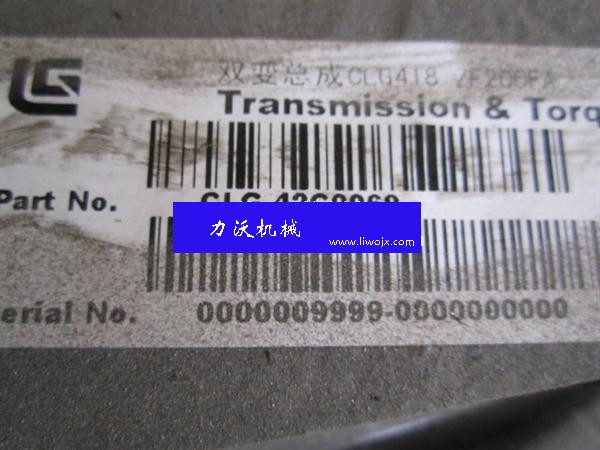 双变总成CLG418 ZF200FA
Transmission & Torq
Part No.
力沃机械
www.liwojx.com
erial No. 0000009999-0000000000